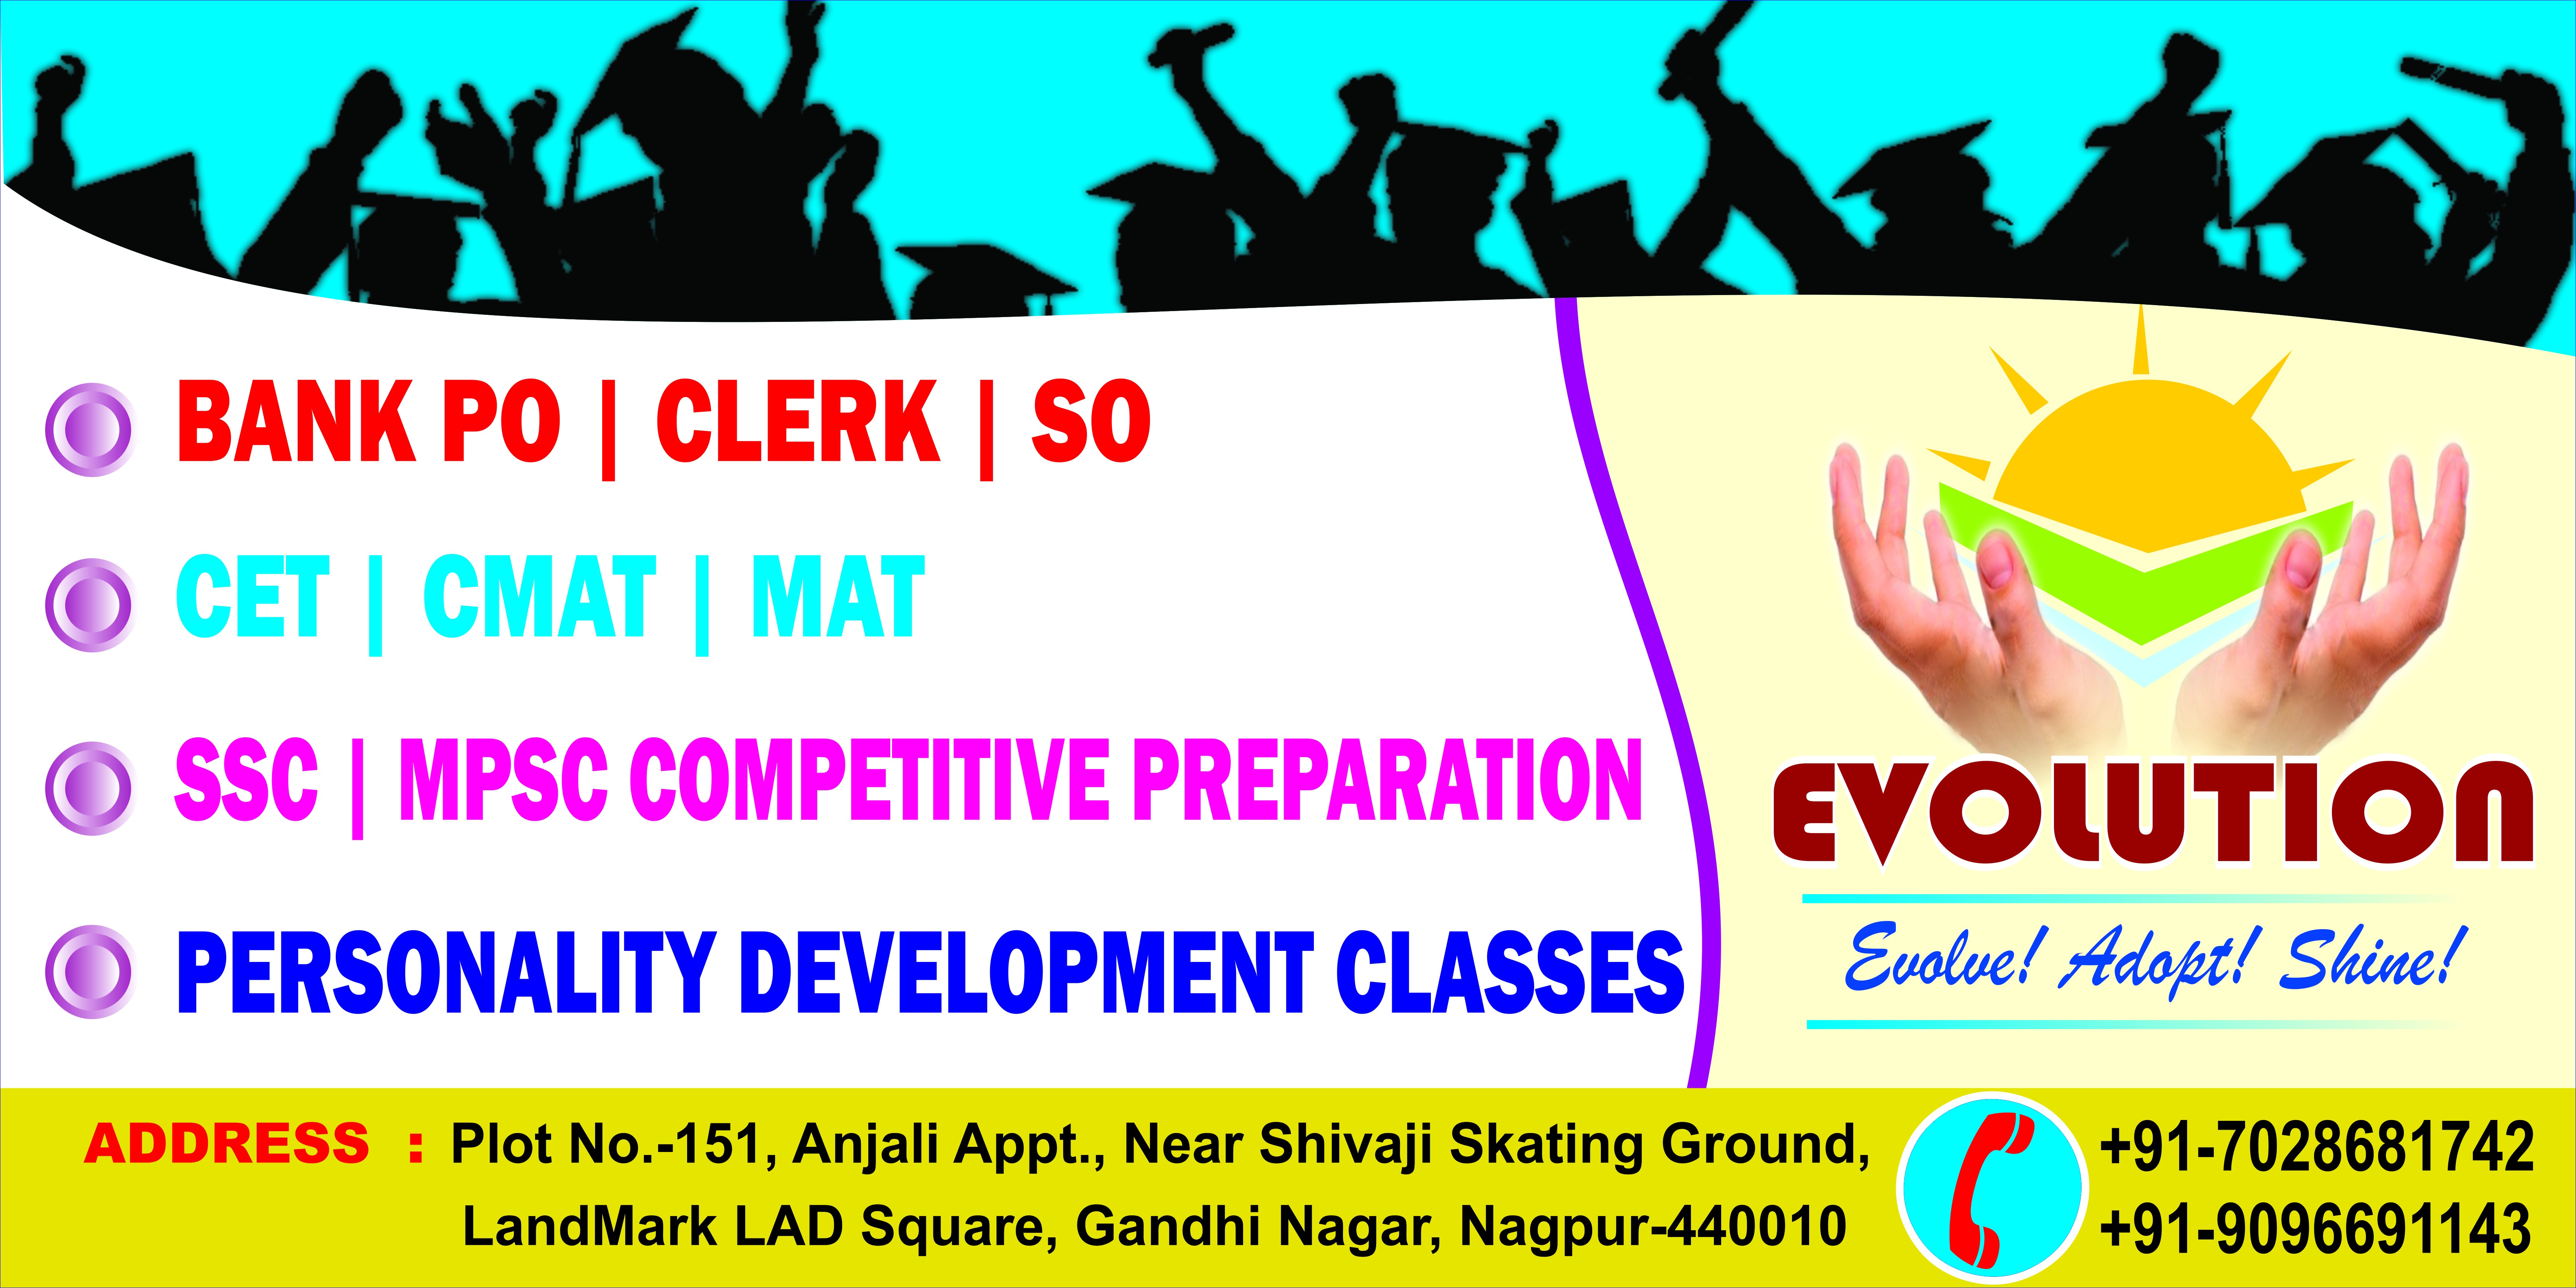 BANK PO | CLERK | SO
CET | CMAT | MAT
SSC | MPSC COMPETITIVE PREPARATION
PERSONALITY DEVELOPMENT CLASSES
EVOLUTION
Evolve! Adopt! Shine!
ADDRESS : Plot No.-151, Anjali Appt., Near Shivaji Skating Ground,
LandMark LAD Square, Gandhi Nagar, Nagpur-440010
+91-7028681742
+91-9096691143